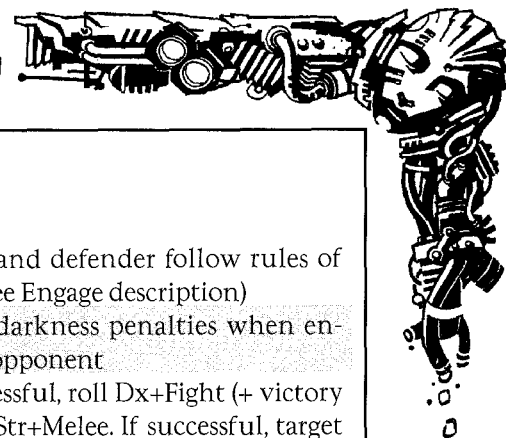 and defender follow rules of
ee Engage description)
darkness penalties when en-
opponent
essful, roll Dx+Fight (+ victory
Str+Melee. If successful, target